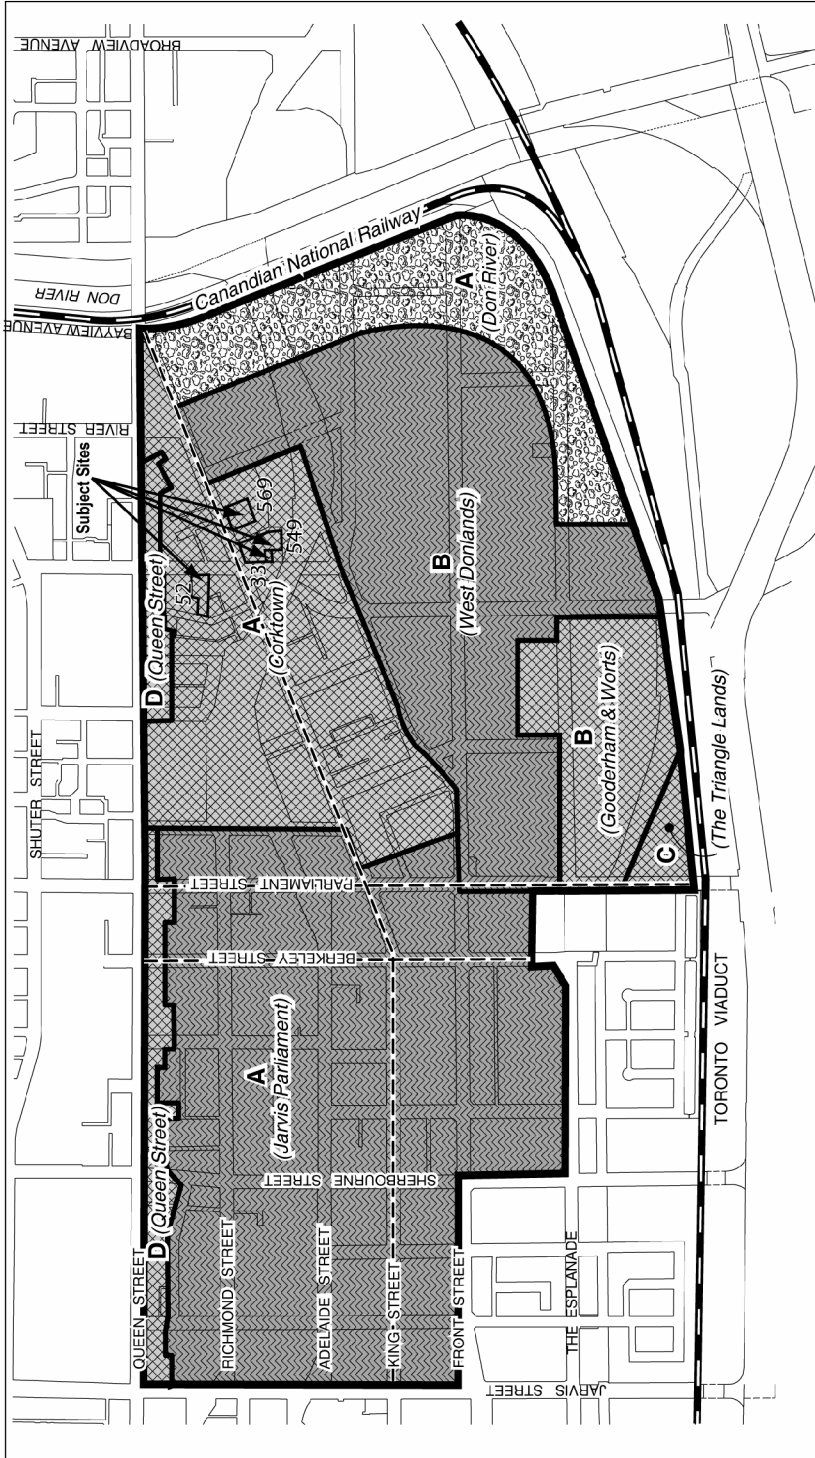 BROADVIEW AVENUE
DON RIVER
BAYVIEW AVENUE
Canandian National Railway
RIVER STREET
Subject Sites
A
(Don River)
569
549
33
52
D (Queen Street)
A
(Corktown)
B
(West Donlands)
SHUTER STREET
B
(Gooderham & Worts)
C
(The Triangle Lands)
PARLIAMENT STREET
BERKELEY STREET
A
(Jarvis Parliament)
TORONTO VIADUCT
SHERBOURNE STREET
D (Queen Street)
QUEEN STREET
RICHMOND STREET
ADELAIDE STREET
KING STREET
FRONT STREET
THE ESPLANADE
JARVIS STREET